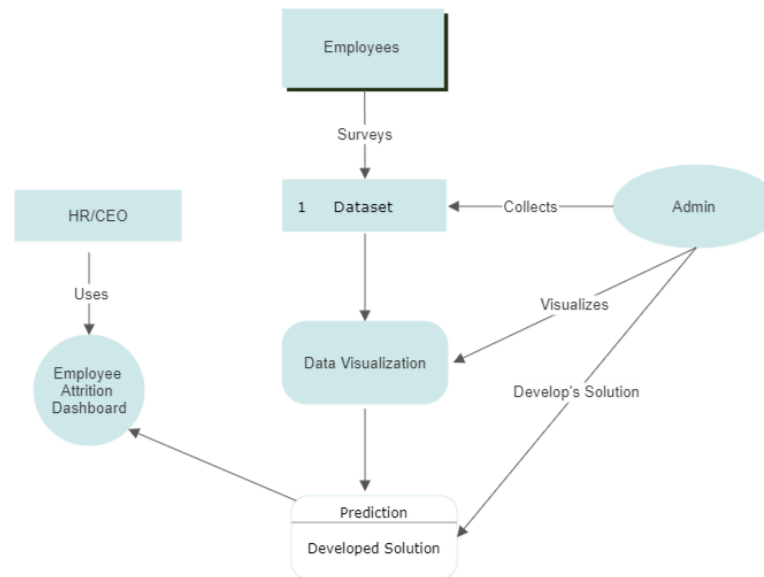 Employees
Surveys
1 Dataset
Collects
Admin
HR/CEO
Uses
Visualizes
Data Visualization
Employee
Attrition
Dashboard
Develop's Solution
Prediction
Developed Solution